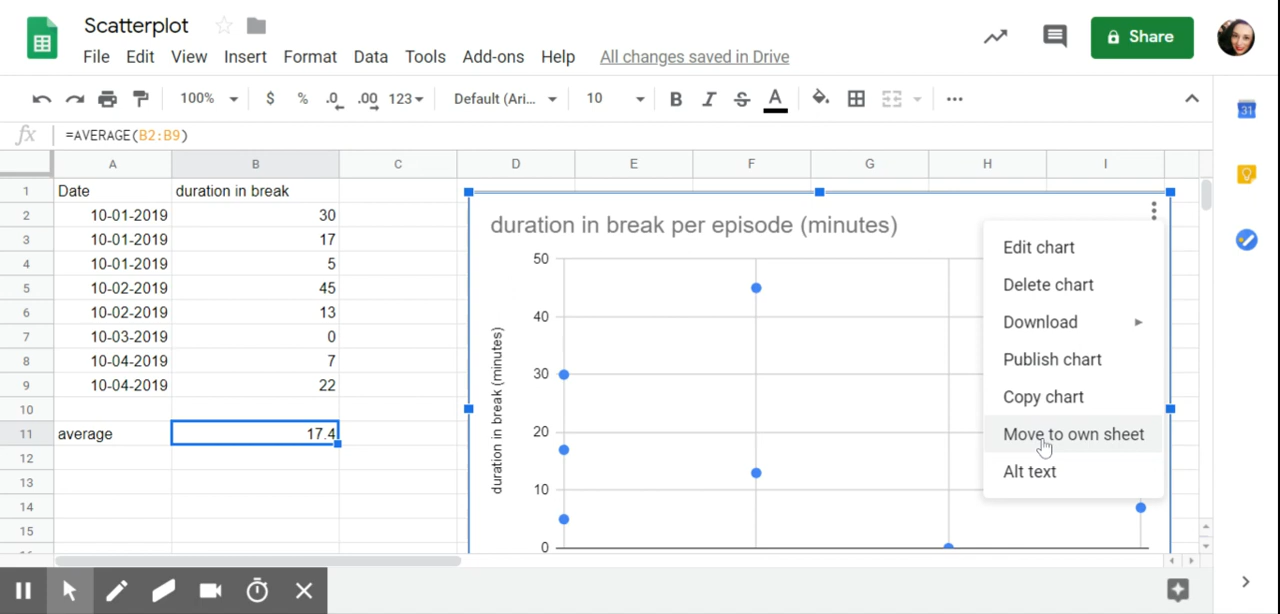 Scatterplot
File Edit View Insert Format Data Tools Add-ons Help All changes saved in Drive
Share
100% $ % .0 .00 123 Default (Ari... 10 B I S A ...
31
fx =AVERAGE(B2:B9)
A B C D E F G H I
1 Date duration in break
2 10-01-2019 30
3 10-01-2019 17
4 10-01-2019 5
5 10-02-2019 45
6 10-02-2019 13
7 10-03-2019 0
8 10-04-2019 7
9 10-04-2019 22
10
11 average 17.4
12
13
14
15
duration in break per episode (minutes)
50
40
30
20
10
0
duration in break (minutes)
Edit chart
Delete chart
Download
Publish chart
Copy chart
Move to own sheet
Alt text